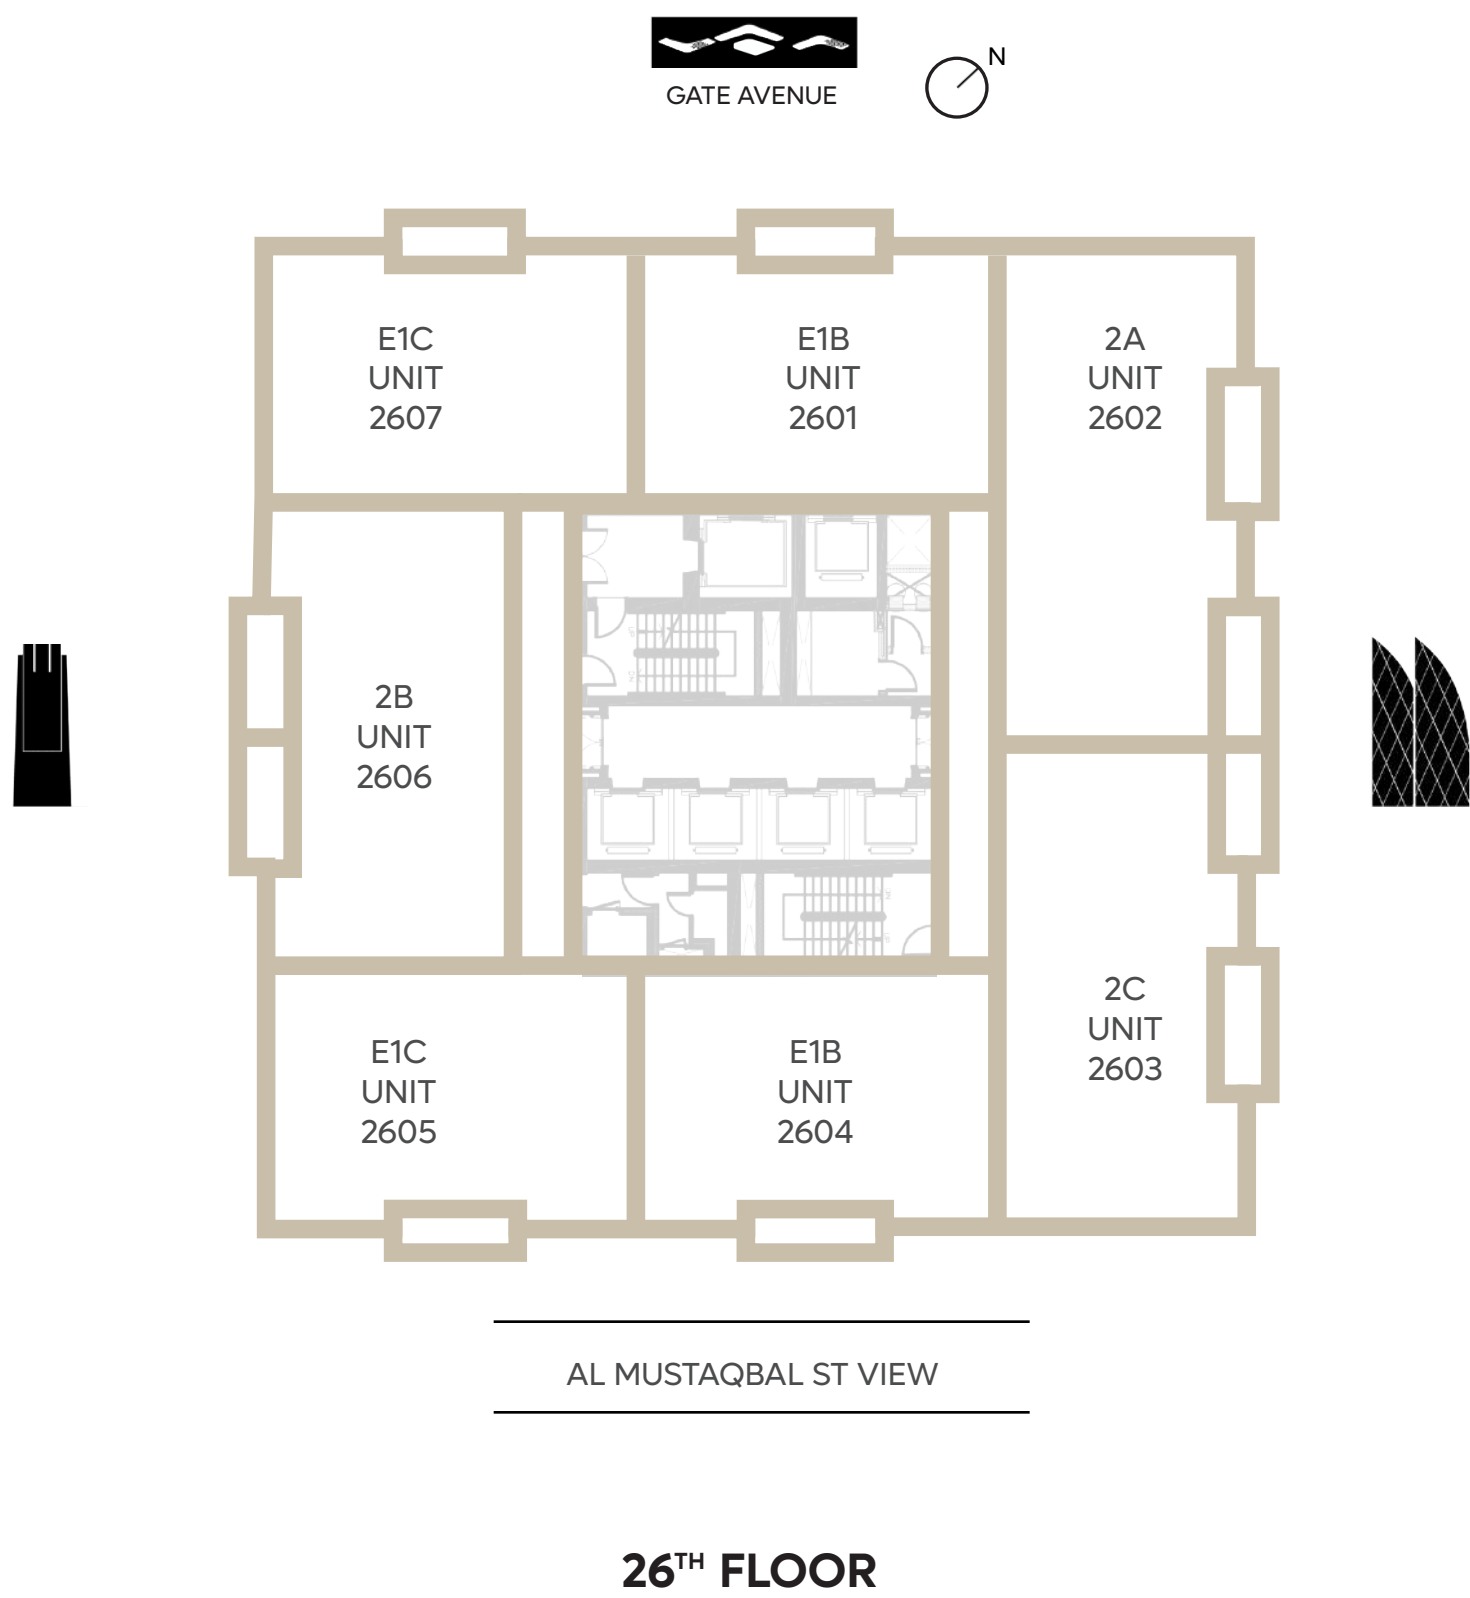 N
GATE AVENUE
E1C
UNIT
2607
E1B
UNIT
2601
2A
UNIT
2602
2B
UNIT
2606
2C
UNIT
2603
E1C
UNIT
2605
E1B
UNIT
2604
AL MUSTAQBAL ST VIEW
26TH FLOOR